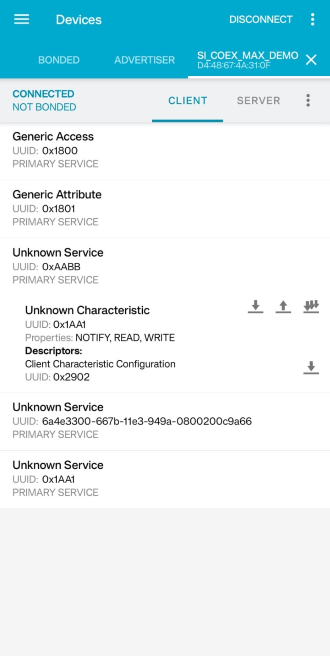 Devices
DISCONNECT
BONDED
ADVERTISER
SI_COEX_MAX_DEMO
D4:48:67:4A:31:0F
CONNECTED
NOT BONDED
CLIENT
SERVER
Generic Access
UUID: 0x1800
PRIMARY SERVICE
Generic Attribute
UUID: 0x1801
PRIMARY SERVICE
Unknown Service
UUID: 0xAABB
PRIMARY SERVICE
Unknown Characteristic
UUID: 0x1AA1
Properties: NOTIFY, READ, WRITE
Descriptors:
Client Characteristic Configuration
UUID: 0x2902
Unknown Service
UUID: 6a4e3300-667b-11e3-949a-0800200c9a66
PRIMARY SERVICE
Unknown Service
UUID: 0x1AA1
PRIMARY SERVICE